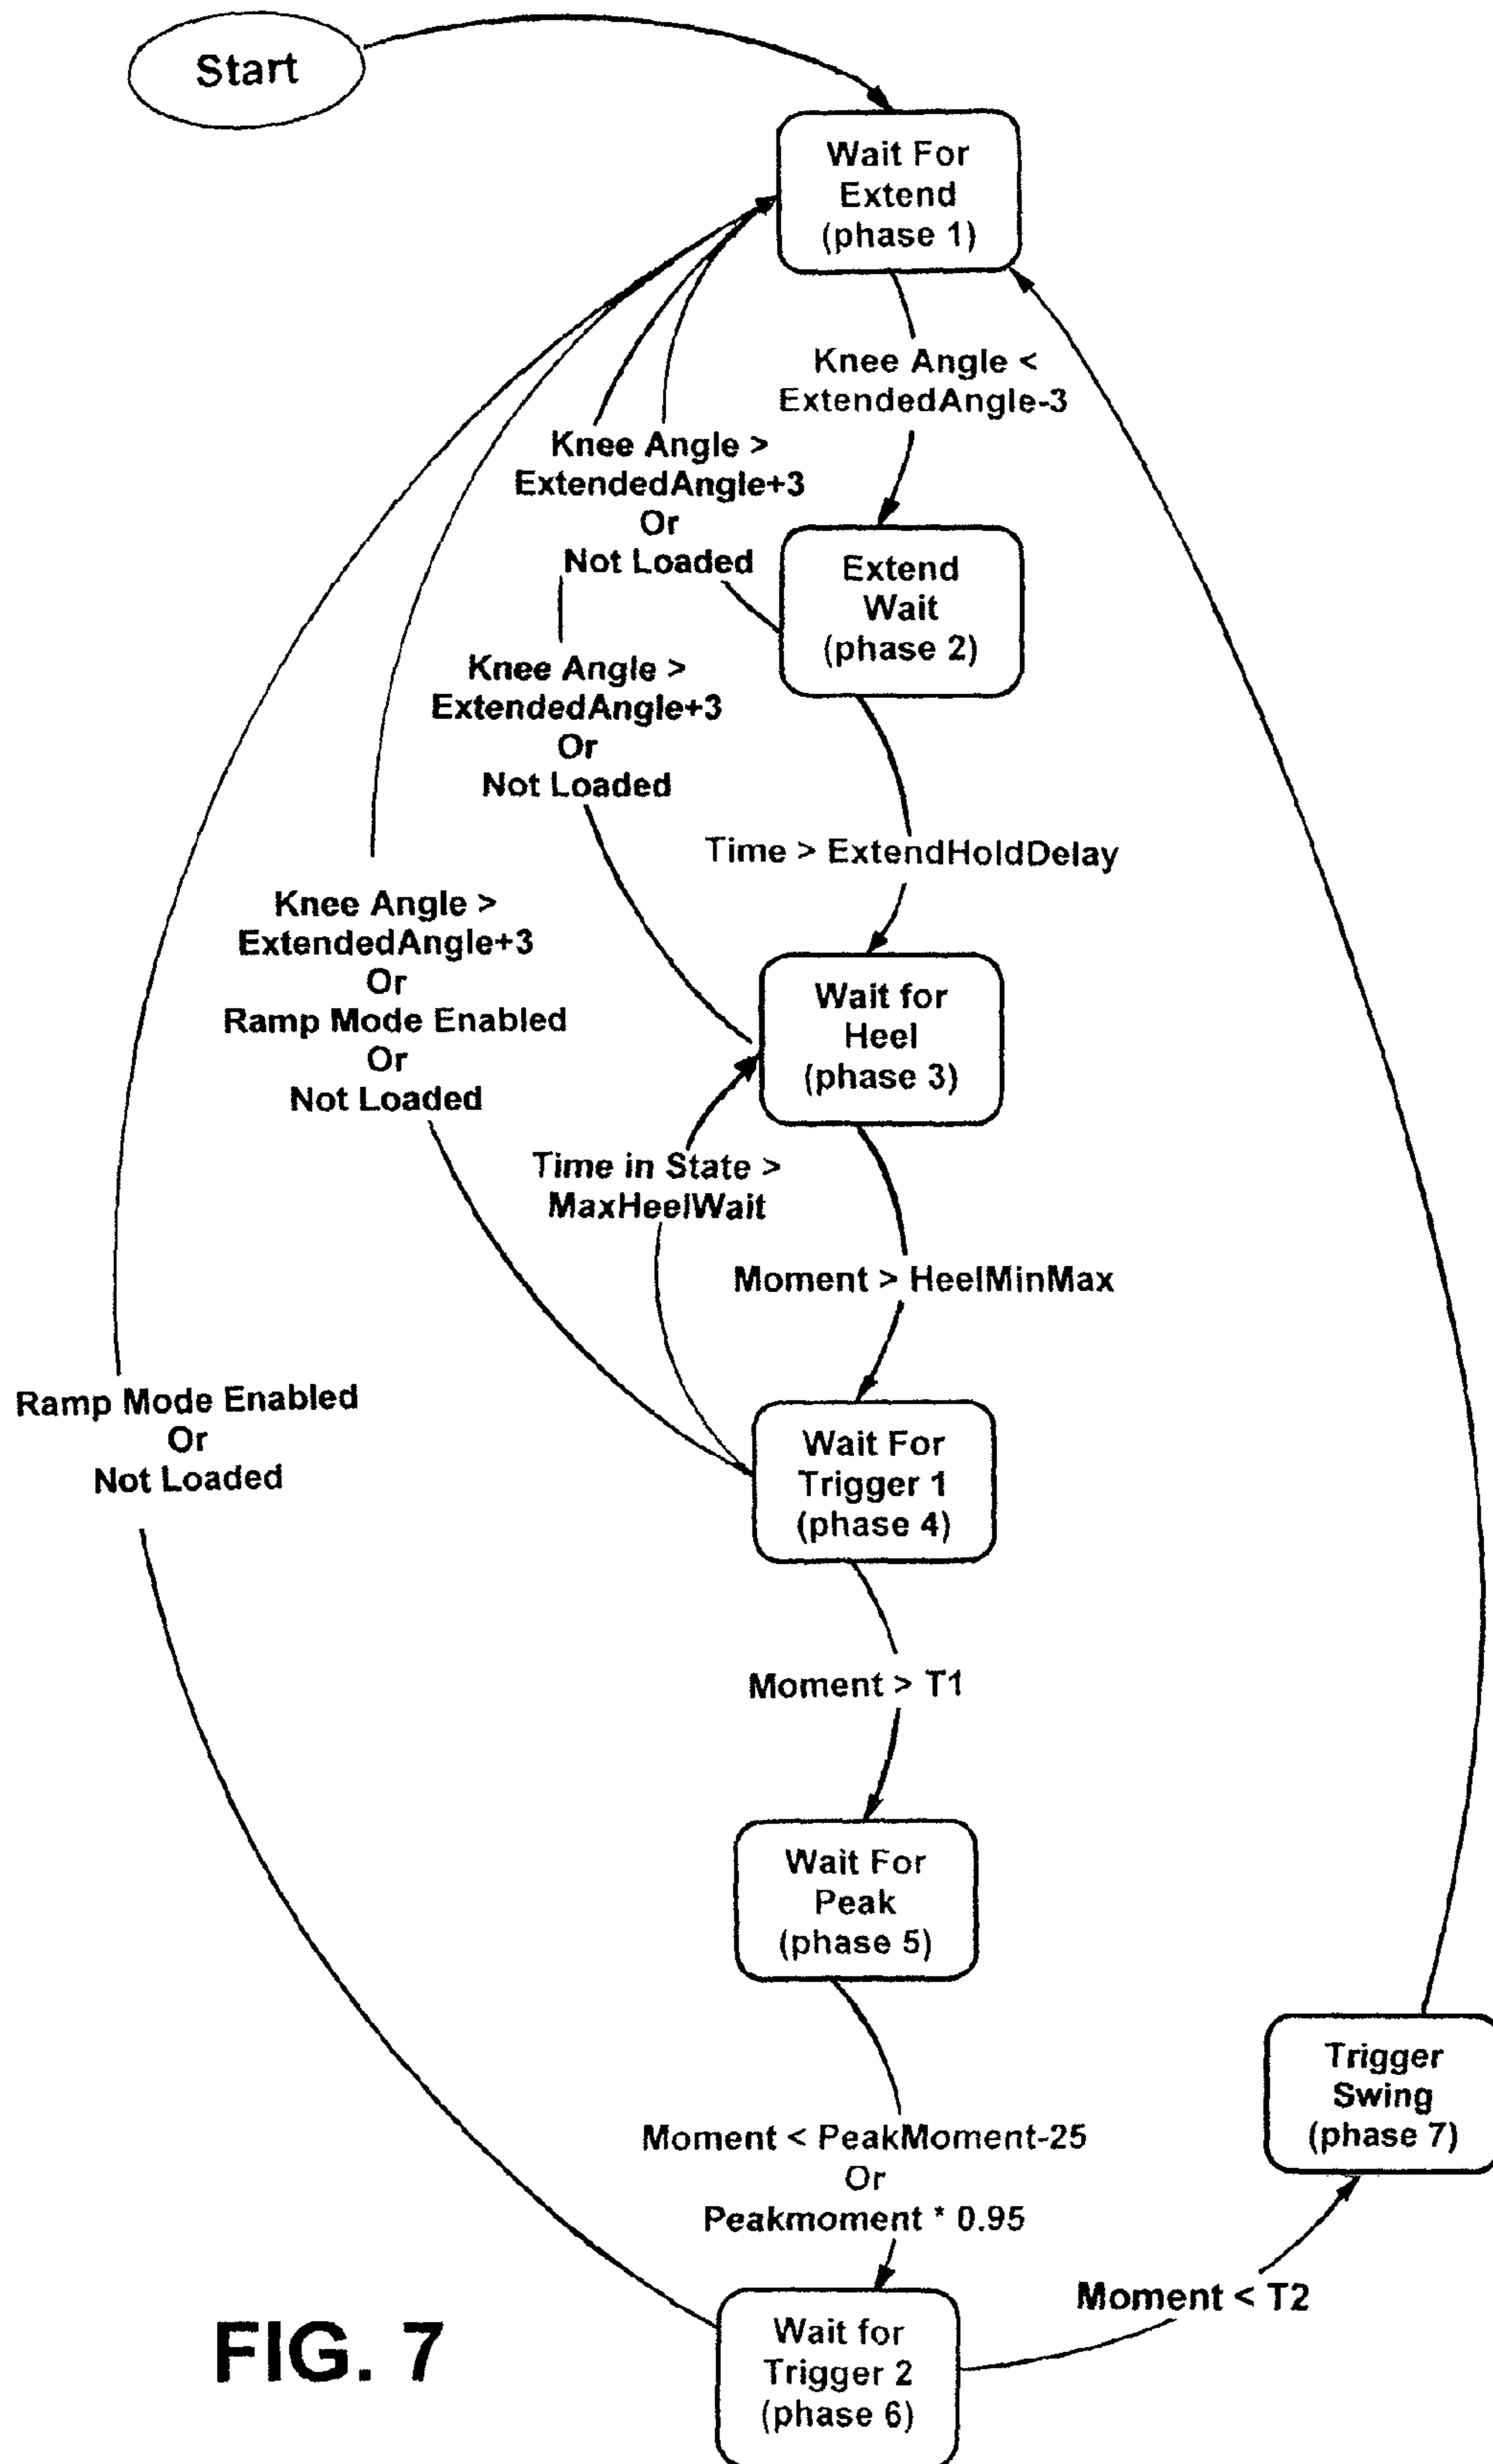 Start
Wait For
Extend
(phase 1)
Knee Angle <
ExtendedAngle-3
Knee Angle >
ExtendedAngle+3
Or
Not Loaded
Extend
Wait
(phase 2)
Knee Angle >
ExtendedAngle+3
Or
Not Loaded
Time > ExtendHoldDelay
Knee Angle >
ExtendedAngle+3
Or
Ramp Mode Enabled
Or
Not Loaded
Wait for
Heel
(phase 3)
Time in State >
MaxHeelWait
Moment > HeelMinMax
Ramp Mode Enabled
Or
Not Loaded
Wait For
Trigger 1
(phase 4)
Moment > T1
Wait For
Peak
(phase 5)
Trigger
Swing
(phase 7)
Moment < PeakMoment-25
Or
Peakmoment * 0.95
Moment < T2
Wait for
Trigger 2
(phase 6)
FIG. 7